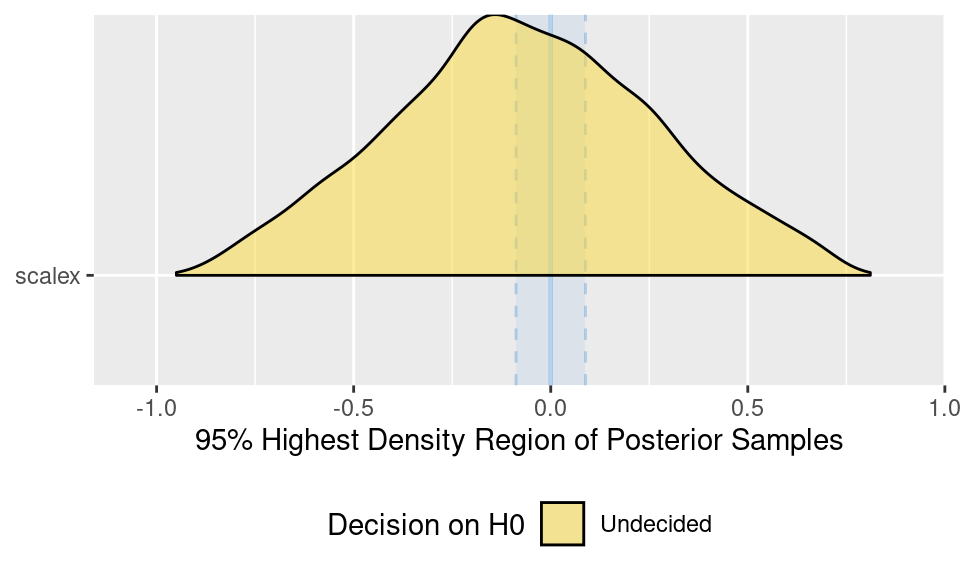 scalex
-1.0 -0.5 0.0 0.5 1.0
95% Highest Density Region of Posterior Samples
Decision on H0 Undecided